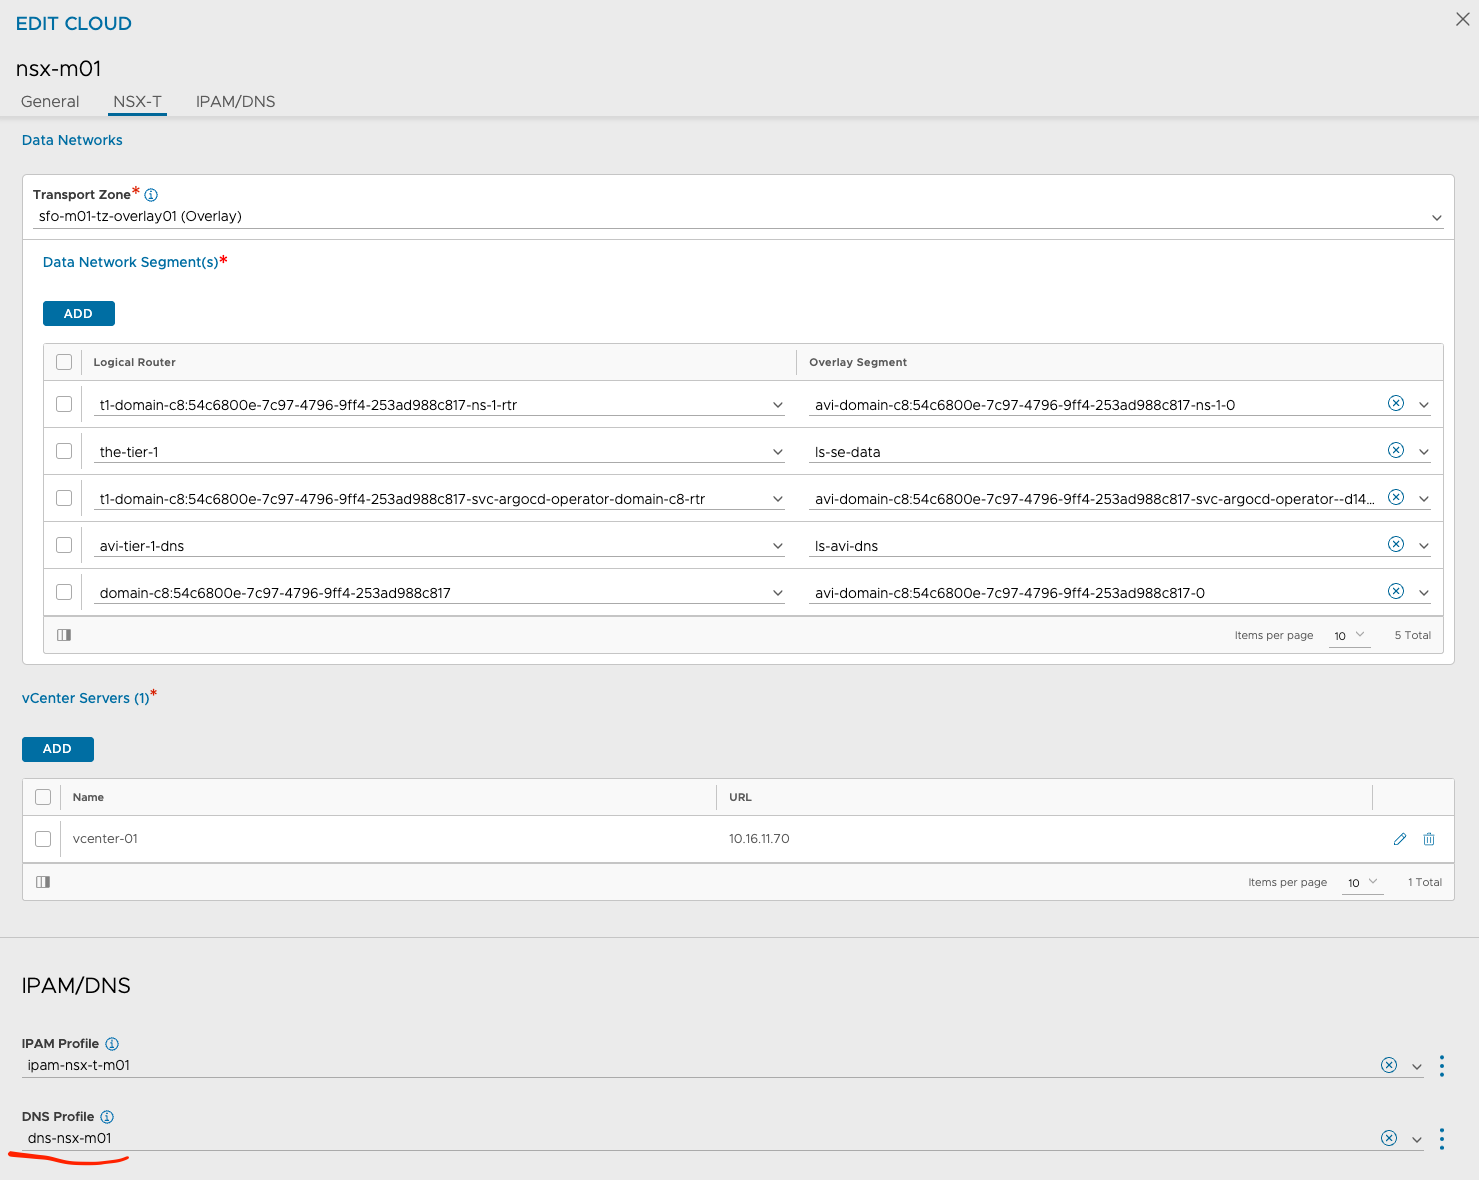 EDIT CLOUD
nsx-m01
General NSX-T IPAM/DNS
Data Networks
Transport Zone*
sfo-m01-tz-overlay01 (Overlay)
Data Network Segment(s)*
ADD
Logical Router Overlay Segment
t1-domain-c8:54c6800e-7c97-4796-9ff4-253ad988c817-ns-1-rtr avi-domain-c8:54c6800e-7c97-4796-9ff4-253ad988c817-ns-1-0
the-tier-1 ls-se-data
t1-domain-c8:54c6800e-7c97-4796-9ff4-253ad988c817-svc-argocd-operator-domain-c8-rtr avi-domain-c8:54c6800e-7c97-4796-9ff4-253ad988c817-svc-argocd-operator--d14...
avi-tier-1-dns ls-avi-dns
domain-c8:54c6800e-7c97-4796-9ff4-253ad988c817 avi-domain-c8:54c6800e-7c97-4796-9ff4-253ad988c817-0
Items per page 10 5 Total
vCenter Servers (1)*
ADD
Name URL
vcenter-01 10.16.11.70
Items per page 10 1 Total
IPAM/DNS
IPAM Profile
ipam-nsx-t-m01
DNS Profile
dns-nsx-m01